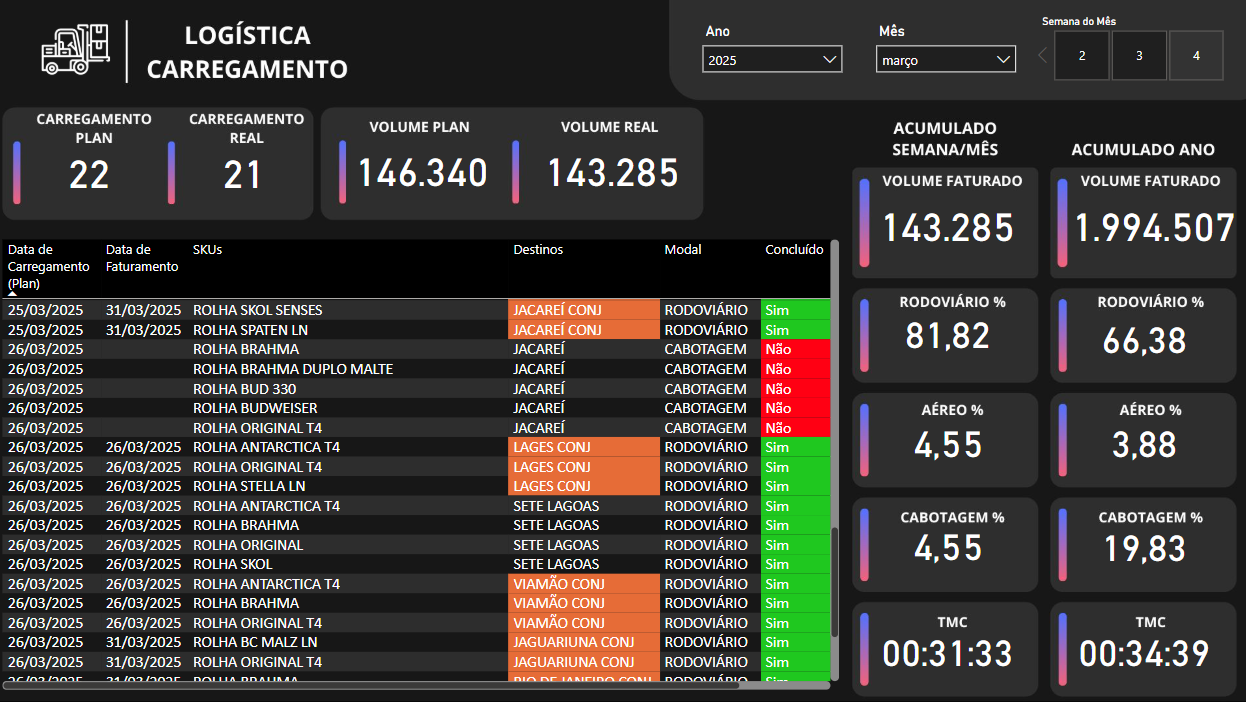 LOGÍSTICA
CARREGAMENTO
Ano
2025
Mês
março
Semana do Mês
2 3 4
CARREGAMENTO
PLAN
22
CARREGAMENTO
REAL
21
VOLUME PLAN
146.340
VOLUME REAL
143.285
Data de
Carregamento
(Plan)
Data de
Faturamento
SKUs
Destinos
Modal
Concluído
25/03/2025 31/03/2025 ROLHA SKOL SENSES JACAREÍ CONJ RODOVIÁRIO Sim
25/03/2025 31/03/2025 ROLHA SPATEN LN JACAREÍ CONJ RODOVIÁRIO Sim
26/03/2025 ROLHA BRAHMA JACAREÍ CABOTAGEM Não
26/03/2025 ROLHA BRAHMA DUPLO MALTE JACAREÍ CABOTAGEM Não
26/03/2025 ROLHA BUD 330 JACAREÍ CABOTAGEM Não
26/03/2025 ROLHA BUDWEISER JACAREÍ CABOTAGEM Não
26/03/2025 ROLHA ORIGINAL T4 JACAREÍ CABOTAGEM Não
26/03/2025 26/03/2025 ROLHA ANTARCTICA T4 LAGES CONJ RODOVIÁRIO Sim
26/03/2025 26/03/2025 ROLHA ORIGINAL T4 LAGES CONJ RODOVIÁRIO Sim
26/03/2025 26/03/2025 ROLHA STELLA LN LAGES CONJ RODOVIÁRIO Sim
26/03/2025 26/03/2025 ROLHA ANTARCTICA T4 SETE LAGOAS RODOVIÁRIO Sim
26/03/2025 26/03/2025 ROLHA BRAHMA SETE LAGOAS RODOVIÁRIO Sim
26/03/2025 26/03/2025 ROLHA ORIGINAL SETE LAGOAS RODOVIÁRIO Sim
26/03/2025 26/03/2025 ROLHA SKOL SETE LAGOAS RODOVIÁRIO Sim
26/03/2025 26/03/2025 ROLHA ANTARCTICA T4 VIAMÃO CONJ RODOVIÁRIO Sim
26/03/2025 26/03/2025 ROLHA BRAHMA VIAMÃO CONJ RODOVIÁRIO Sim
26/03/2025 26/03/2025 ROLHA ORIGINAL T4 VIAMÃO CONJ RODOVIÁRIO Sim
26/03/2025 31/03/2025 ROLHA BC MALZ LN JAGUARIUNA CONJ RODOVIÁRIO Sim
26/03/2025 31/03/2025 ROLHA ORIGINAL T4 JAGUARIUNA CONJ RODOVIÁRIO Sim
26/03/2025 31/03/2025 ROLHA BRAHMA RIO DE JANEIRO CONJ RODOVIÁRIO Sim
ACUMULADO
SEMANA/MÊS
VOLUME FATURADO
143.285
RODOVIÁRIO %
81,82
AÉREO %
4,55
CABOTAGEM %
4,55
TMC
00:31:33
ACUMULADO ANO
VOLUME FATURADO
1.994.507
RODOVIÁRIO %
66,38
AÉREO %
3,88
CABOTAGEM %
19,83
TMC
00:34:39